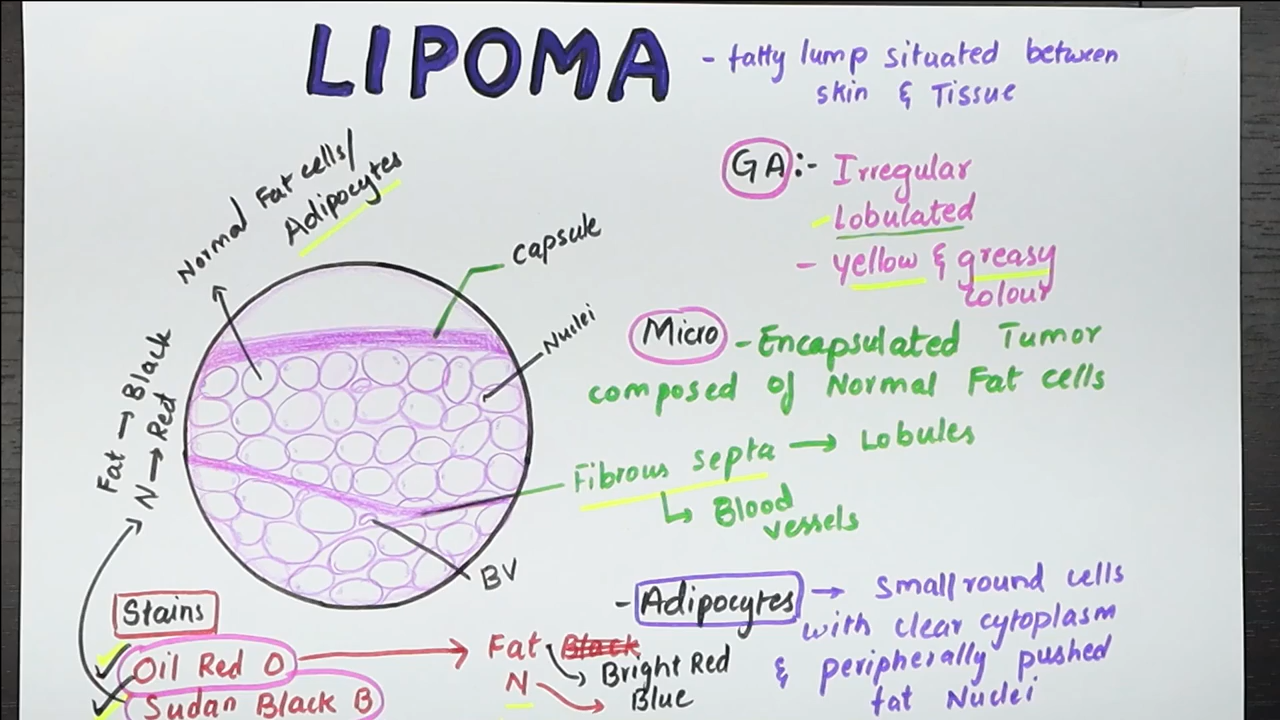 LIPOMA
- fatty lump situated between
skin & Tissue
GA:- Irregular
Lobulated
- yellow & greasy
colour
Normal Fat cells/
Adipocytes
capsule
Nuclei
Micro - Encapsulated Tumor
composed of Normal Fat cells
Fibrous septa → Lobules
↳ Blood
vessels
BV
Fat → Black
N → Red
- Adipocytes → Small round cells
with clear cytoplasm
& peripherally pushed
fat Nuclei
Stains
Oil Red O → Fat Black
Bright Red
N → Blue
Sudan Black B